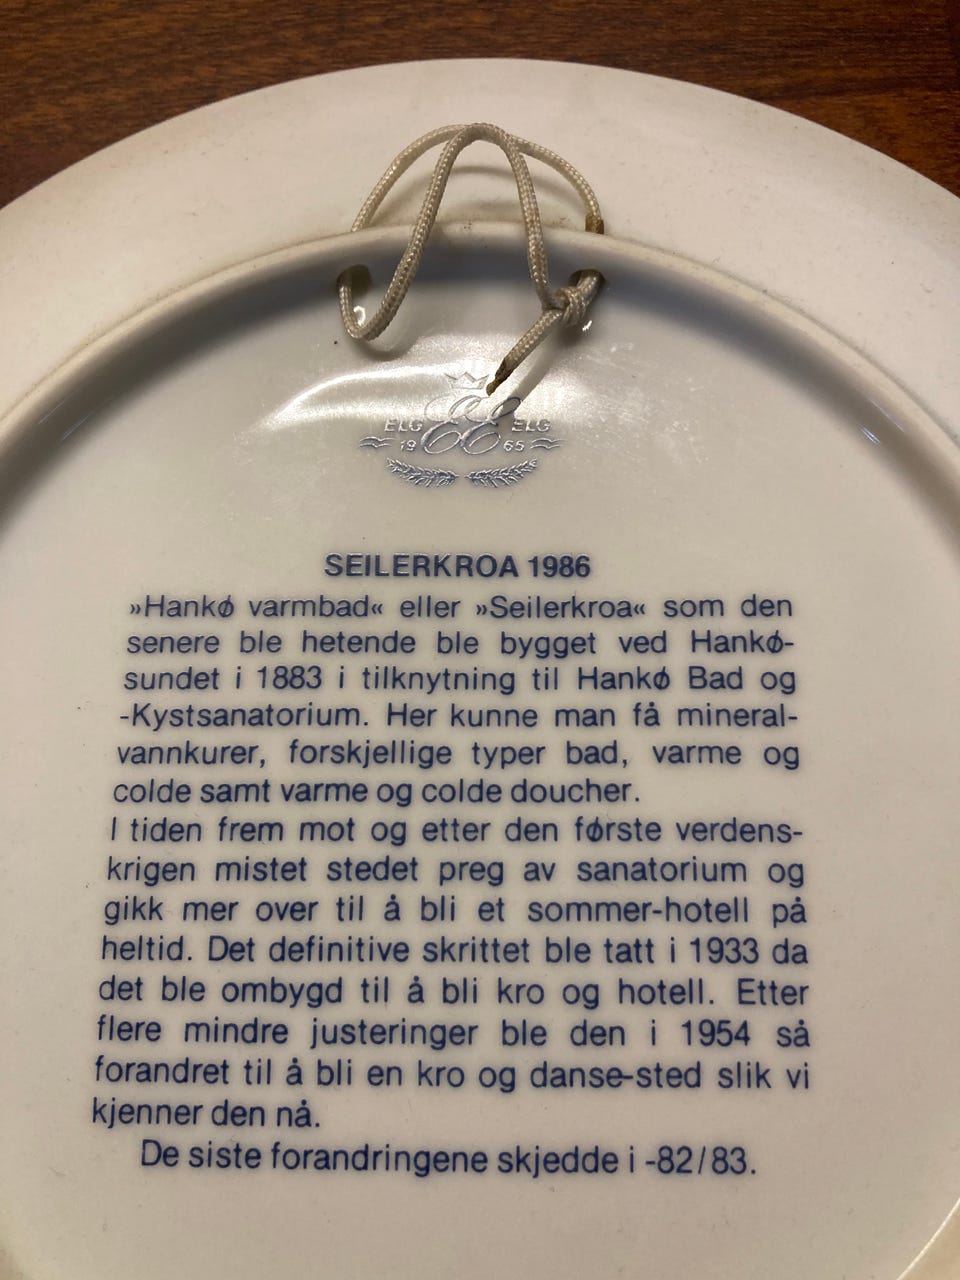 ELG EE ELG
19 65
SEILERKROA 1986
»Hankø varmbad« eller »Seilerkroa« som den
senere ble hetende ble bygget ved Hankø-
sundet i 1883 i tilknytning til Hankø Bad og
-Kystsanatorium. Her kunne man få mineral-
vannkurer, forskjellige typer bad, varme og
colde samt varme og colde doucher.
I tiden frem mot og etter den første verdens-
krigen mistet stedet preg av sanatorium og
gikk mer over til å bli et sommer-hotell på
heltid. Det definitive skrittet ble tatt i 1933 da
det ble ombygd til å bli kro og hotell. Etter
flere mindre justeringer ble den i 1954 så
forandret til å bli en kro og danse-sted slik vi
kjenner den nå.
De siste forandringene skjedde i -82/83.